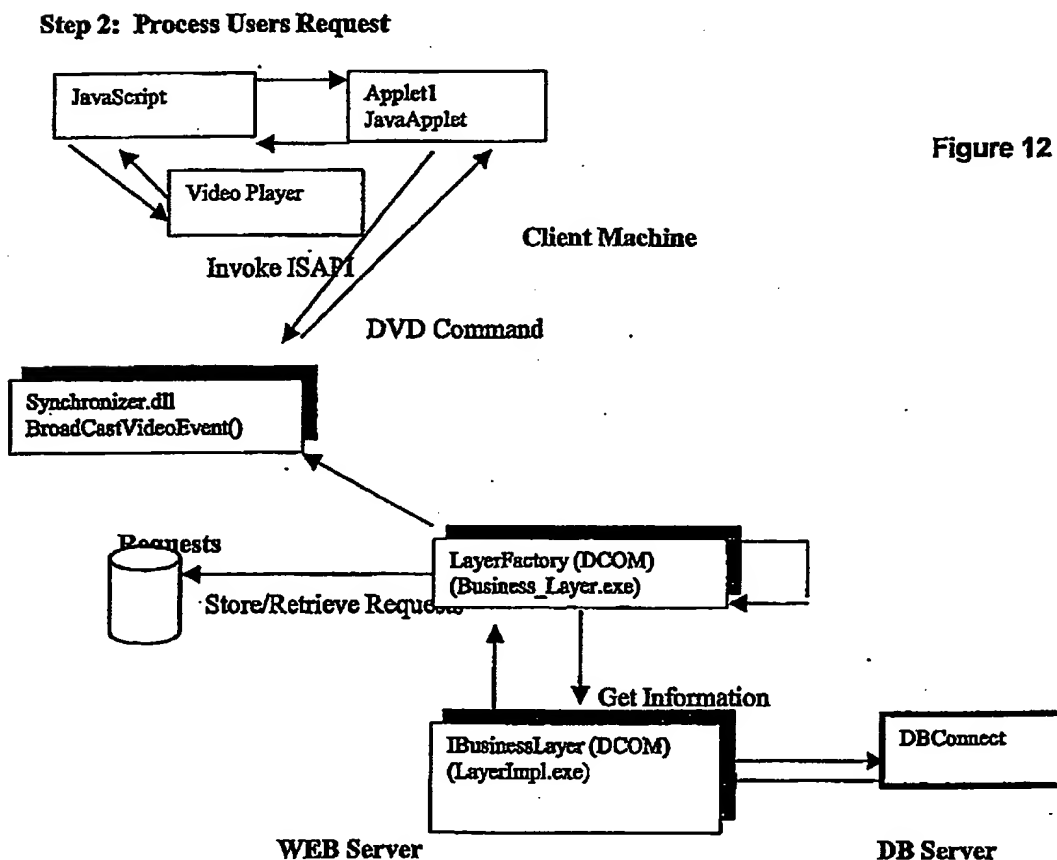 Step 2: Process Users Request
JavaScript
Applet1
JavaApplet
Figure 12
Video Player
Client Machine
Invoke ISAPI
DVD Command
Synchronizer.dll
BroadCastVideoEvent()
Requests
LayerFactory (DCOM)
(Business_Layer.exe)
Store/Retrieve Requests
Get Information
IBusinessLayer (DCOM)
(LayerImpl.exe)
DBConnect
WEB Server
DB Server